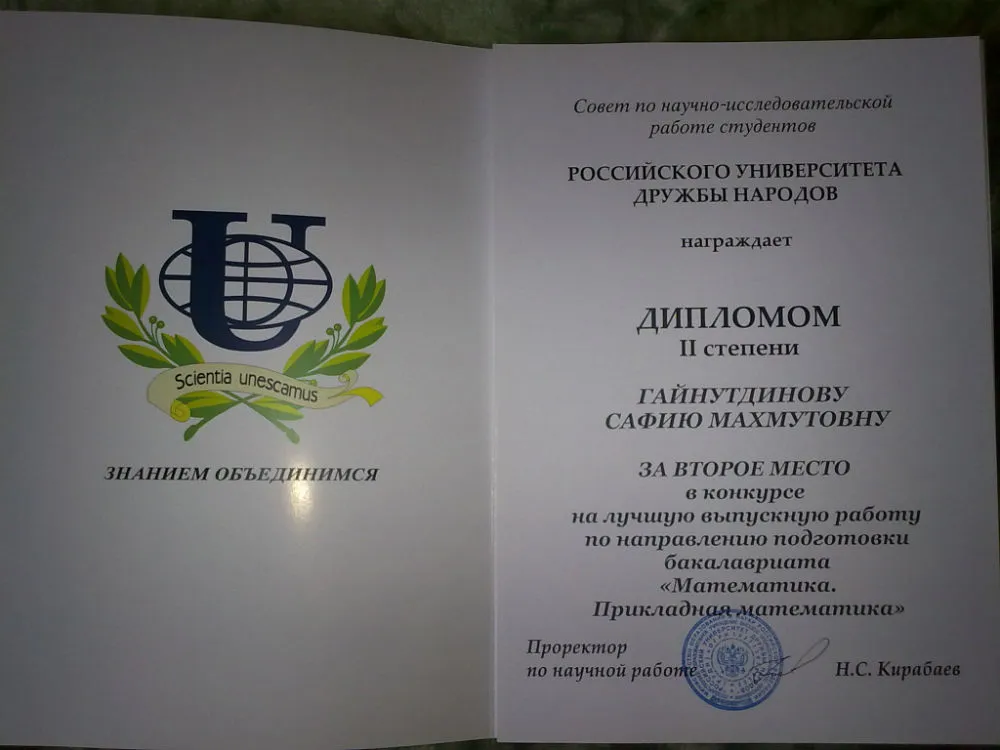 Scientia unescamus
ЗНАНИЕМ ОБЪЕДИНИМСЯ
Совет по научно-исследовательской
работе студентов
РОССИЙСКОГО УНИВЕРСИТЕТА
ДРУЖБЫ НАРОДОВ
награждает
ДИПЛОМОМ
II степени
ГАЙНУТДИНОВУ
САФИЮ МАХМУТОВНУ
ЗА ВТОРОЕ МЕСТО
в конкурсе
на лучшую выпускную работу
по направлению подготовки
бакалавриата
«Математика.
Прикладная математика»
Проректор
по научной работе
Н.С. Кирабаев